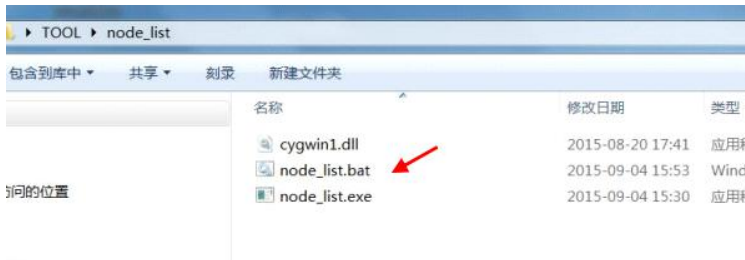 TOOL ▸ node_list
包含到库中 共享 刻录 新建文件夹
名称 修改日期 类型
cygwin1.dll 2015-08-20 17:41
node_list.bat 2015-09-04 15:53
node_list.exe 2015-09-04 15:30
的位置